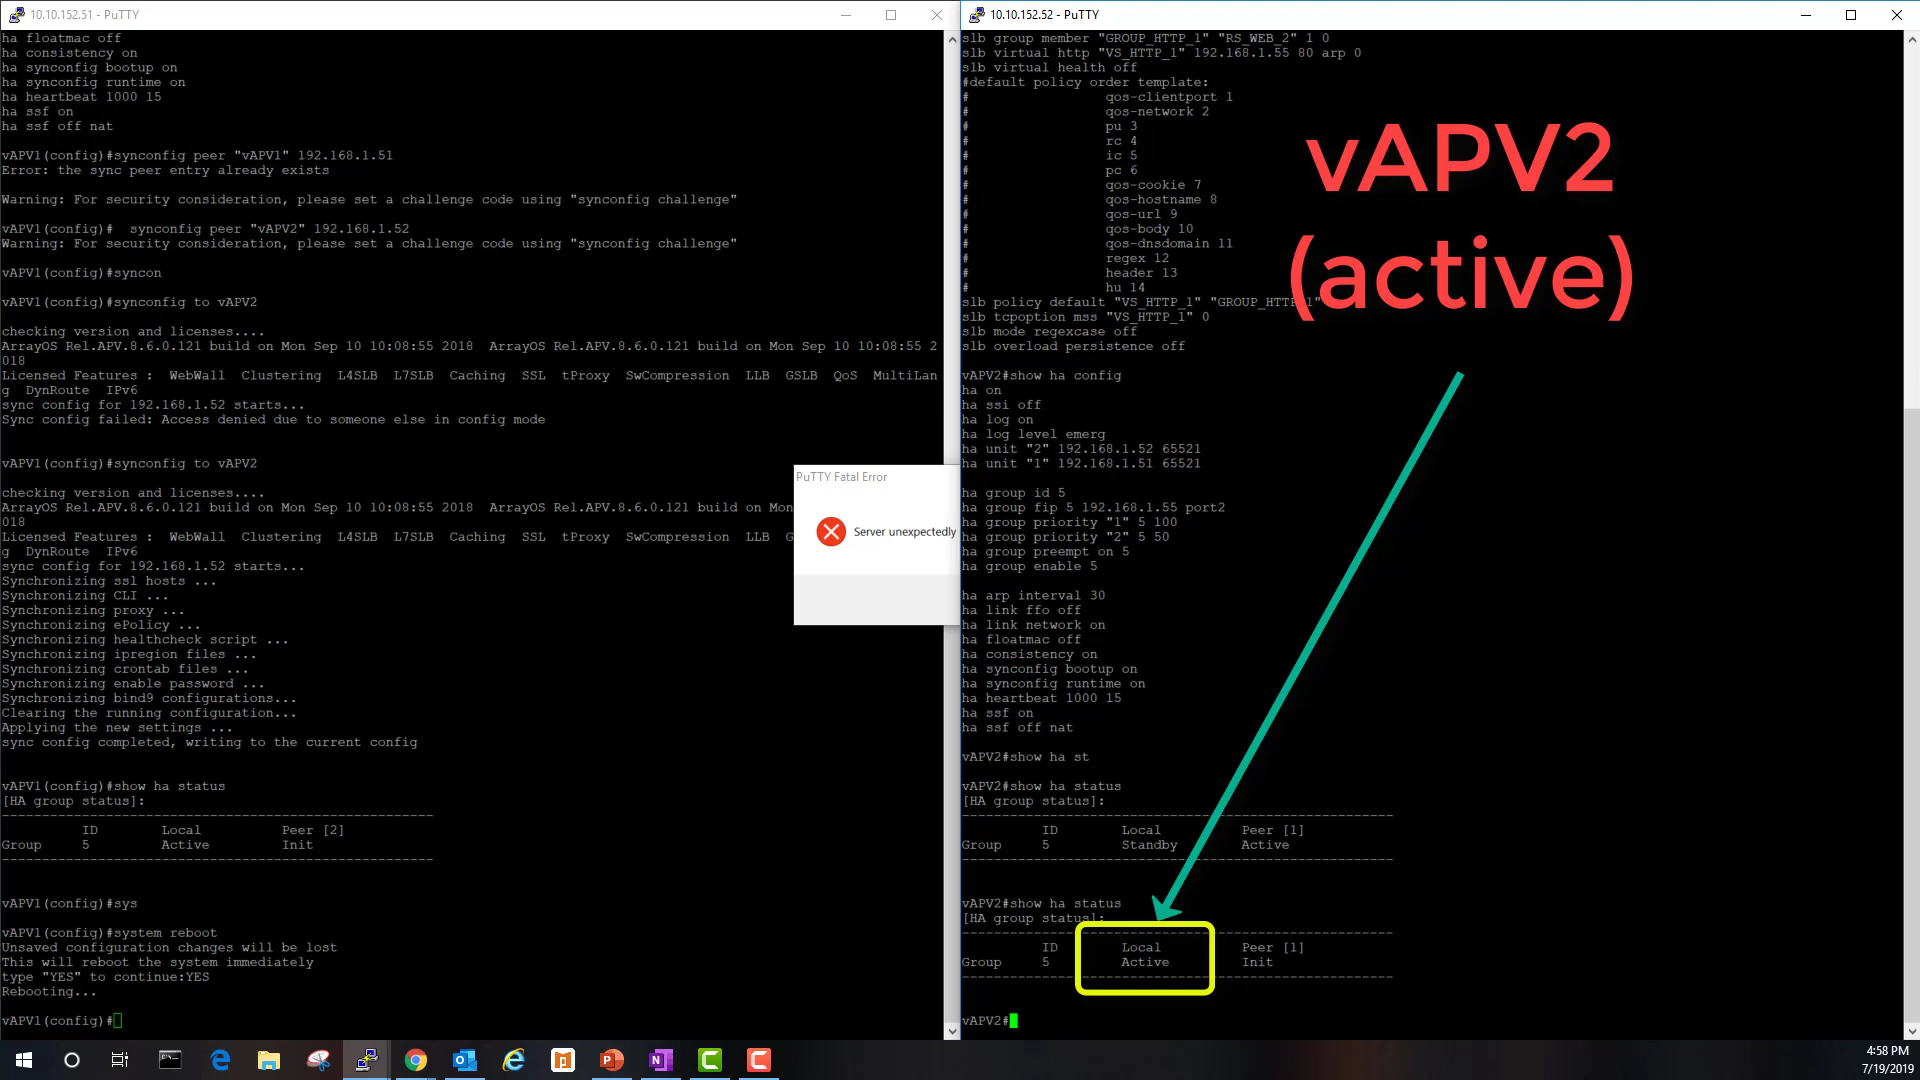 10.10.152.51 - PuTTY
ha floatmac off
ha consistency on
ha synconfig bootup on
ha synconfig runtime on
ha heartbeat 1000 15
ha ssf on
ha ssf off nat
vAPV1(config)#synconfig peer "vAPV1" 192.168.1.51
Error: the sync peer entry already exists
Warning: For security consideration, please set a challenge code using "synconfig challenge"
vAPV1(config)#  synconfig peer "vAPV2" 192.168.1.52
Warning: For security consideration, please set a challenge code using "synconfig challenge"
vAPV1(config)#syncon
vAPV1(config)#synconfig to vAPV2
checking version and licenses....
ArrayOS Rel.APV.8.6.0.121 build on Mon Sep 10 10:08:55 2018  ArrayOS Rel.APV.8.6.0.121 build on Mon Sep 10 10:08:55 2
018
Licensed Features :  WebWall  Clustering  L4SLB  L7SLB  Caching  SSL  tProxy  SwCompression  LLB  GSLB  QoS  MultiLan
g  DynRoute  IPv6
sync config for 192.168.1.52 starts...
Sync config failed: Access denied due to someone else in config mode
vAPV1(config)#synconfig to vAPV2
checking version and licenses....
ArrayOS Rel.APV.8.6.0.121 build on Mon Sep 10 10:08:55 2018  ArrayOS Rel.APV.8.6.0.121 build on Mon
018
Licensed Features :  WebWall  Clustering  L4SLB  L7SLB  Caching  SSL  tProxy  SwCompression  LLB  G
g  DynRoute  IPv6
sync config for 192.168.1.52 starts...
Synchronizing ssl hosts ...
Synchronizing CLI ...
Synchronizing proxy ...
Synchronizing ePolicy ...
Synchronizing healthcheck script ...
Synchronizing ipregion files ...
Synchronizing crontab files ...
Synchronizing enable password ...
Synchronizing bind9 configurations...
Clearing the running configuration...
Applying the new settings ...
sync config completed, writing to the current config
vAPV1(config)#show ha status
[HA group status]:
------------------------------------------------------
ID Local Peer [2]
Group 5 Active Init
------------------------------------------------------
vAPV1(config)#sys
vAPV1(config)#system reboot
Unsaved configuration changes will be lost
This will reboot the system immediately
type "YES" to continue:YES
Rebooting...
vAPV1(config)#
PuTTY Fatal Error
Server unexpectedly
10.10.152.52 - PuTTY
slb group member "GROUP_HTTP_1" "RS_WEB_2" 1 0
slb virtual http "VS_HTTP_1" 192.168.1.55 80 arp 0
slb virtual health off
#default policy order template:
# qos-clientport 1
# qos-network 2
# pu 3
# rc 4
# ic 5
# pc 6
# qos-cookie 7
# qos-hostname 8
# qos-url 9
# qos-body 10
# qos-dnsdomain 11
# regex 12
# header 13
# hu 14
slb policy default "VS_HTTP_1" "GROUP_HTTP_1"
slb tcpoption mss "VS_HTTP_1" 0
slb mode regexcase off
slb overload persistence off
vAPV2#show ha config
ha on
ha ssi off
ha log on
ha log level emerg
ha unit "2" 192.168.1.52 65521
ha unit "1" 192.168.1.51 65521
ha group id 5
ha group fip 5 192.168.1.55 port2
ha group priority "1" 5 100
ha group priority "2" 5 50
ha group preempt on 5
ha group enable 5
ha arp interval 30
ha link ffo off
ha link network on
ha floatmac off
ha consistency on
ha synconfig bootup on
ha synconfig runtime on
ha heartbeat 1000 15
ha ssf on
ha ssf off nat
vAPV2#show ha st
vAPV2#show ha status
[HA group status]:
------------------------------------------------------
ID Local Peer [1]
Group 5 Standby Active
------------------------------------------------------
vAPV2#show ha status
[HA group status]:
------------------------------------------------------
ID Local Peer [1]
Group 5 Active Init
------------------------------------------------------
vAPV2#
vAPV2
(active)
4:58 PM
7/19/2019